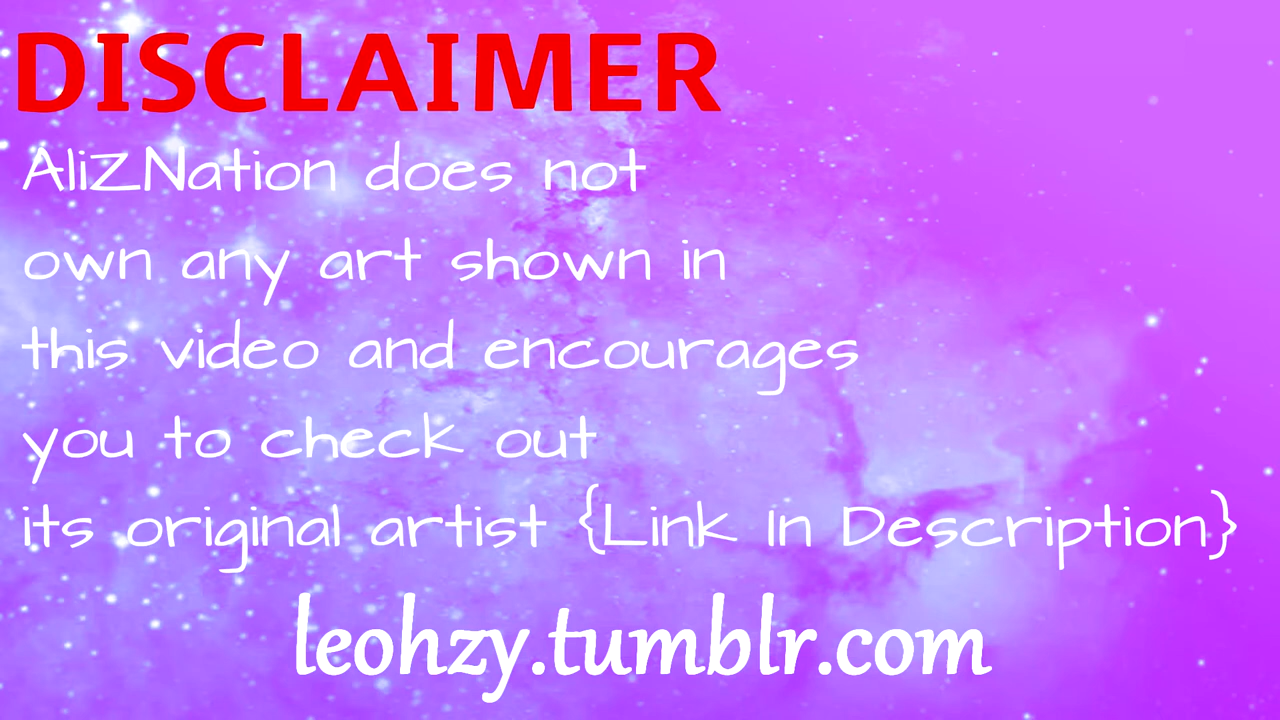 DISCLAIMER
AliZNation does not
own any art shown in
this video and encourages
you to check out
its original artist {Link In Description}
leohzy.tumblr.com